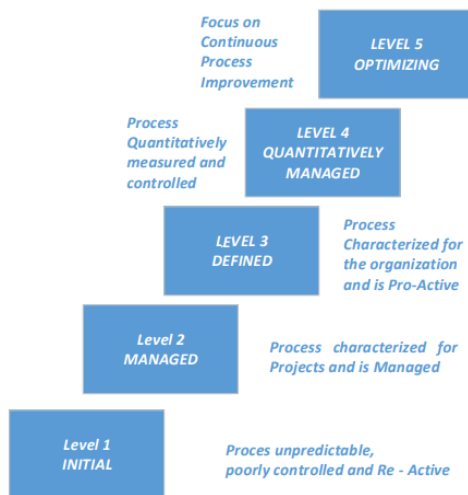 Focus on
Continuous
Process
Improvement
LEVEL 5
OPTIMIZING
Process
Quantitatively
measured and
controlled
LEVEL 4
QUANTITATIVELY
MANAGED
LEVEL 3
DEFINED
Process
Characterized for
the organization
and is Pro-Active
Level 2
MANAGED
Process characterized for
Projects and is Managed
Level 1
INITIAL
Proces unpredictable,
poorly controlled and Re - Active